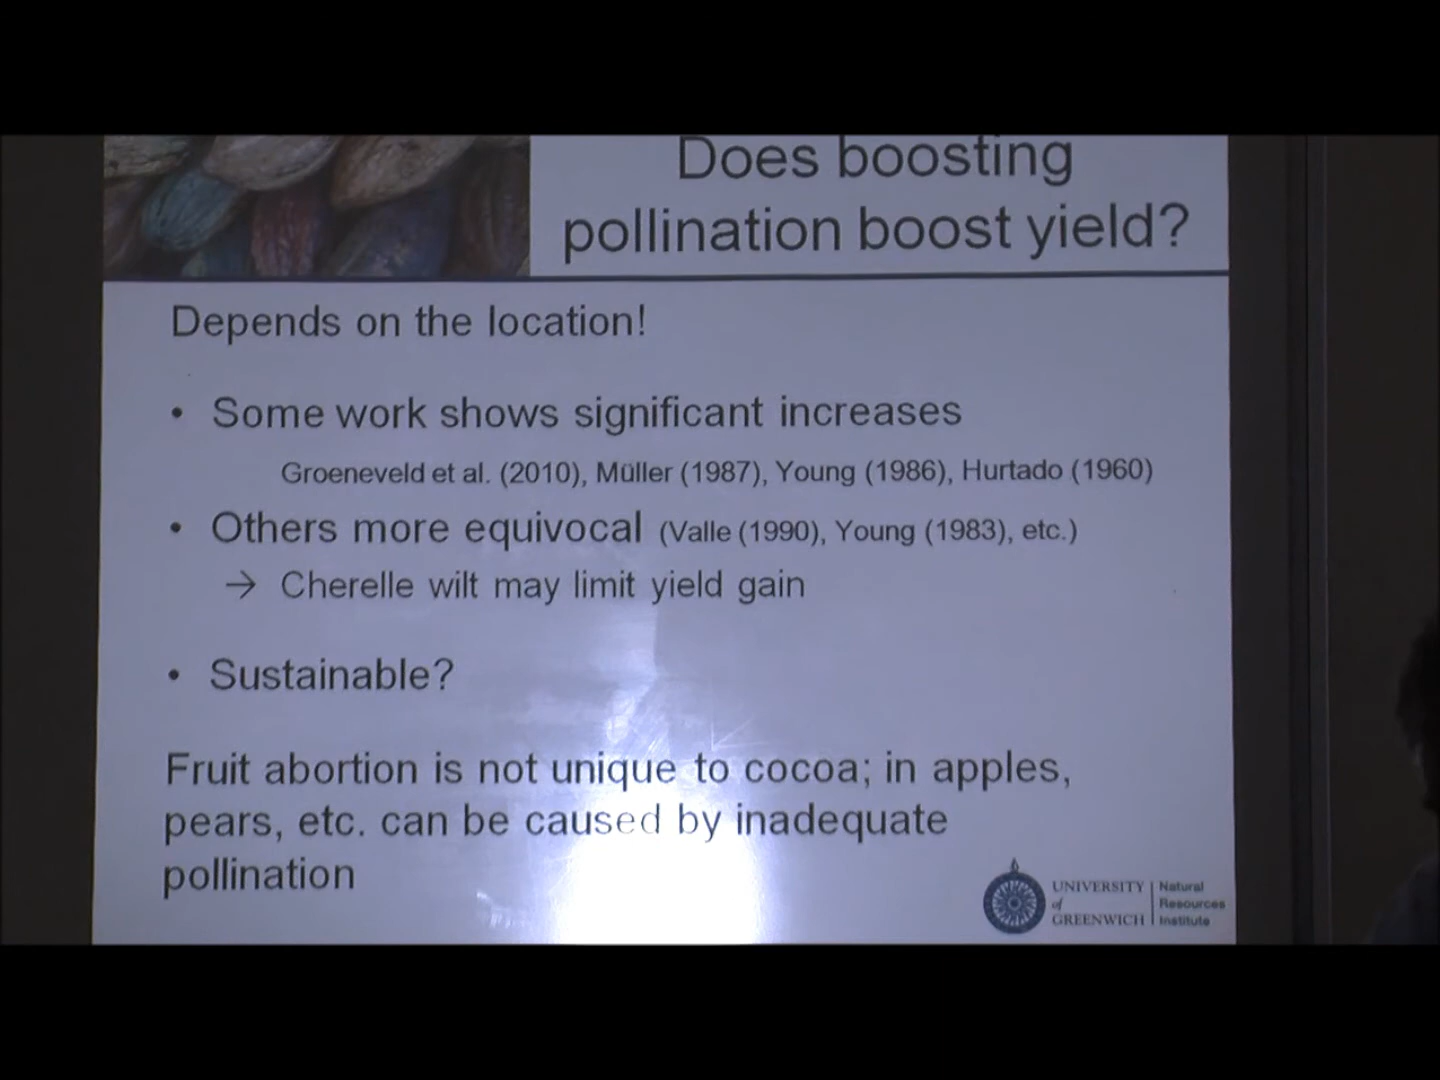 Does boosting
pollination boost yield?
Depends on the location!
• Some work shows significant increases
Groeneveld et al. (2010), Müller (1987), Young (1986), Hurtado (1960)
• Others more equivocal (Valle (1990), Young (1983), etc.)
→ Cherelle wilt may limit yield gain
• Sustainable?
Fruit abortion is not unique to cocoa; in apples,
pears, etc. can be caused by inadequate
pollination
UNIVERSITY
of
GREENWICH
Natural
Resources
Institute